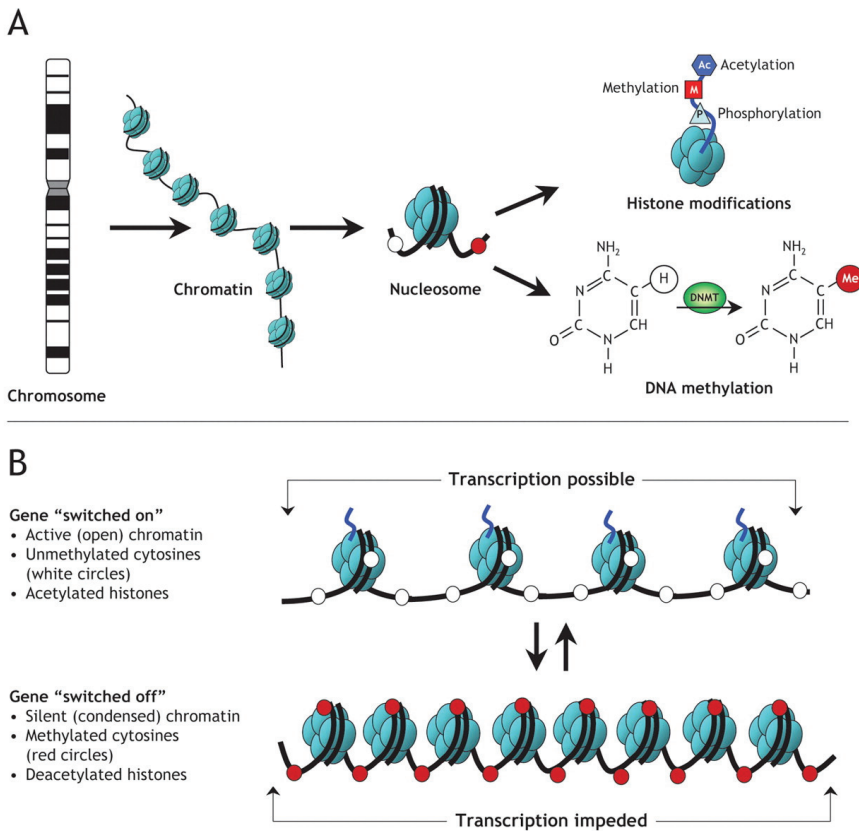 A
Ac
Acetylation
Methylation
M
P
Phosphorylation
Histone modifications
Chromatin
Nucleosome
Chromosome
NH₂
C
N
C
H
C
CH
O
N
H
DNMT
NH₂
C
N
C
Me
C
CH
O
N
H
DNA methylation
B
Transcription possible
Gene “switched on”
• Active (open) chromatin
• Unmethylated cytosines
(white circles)
• Acetylated histones
Gene “switched off”
• Silent (condensed) chromatin
• Methylated cytosines
(red circles)
• Deacetylated histones
Transcription impeded